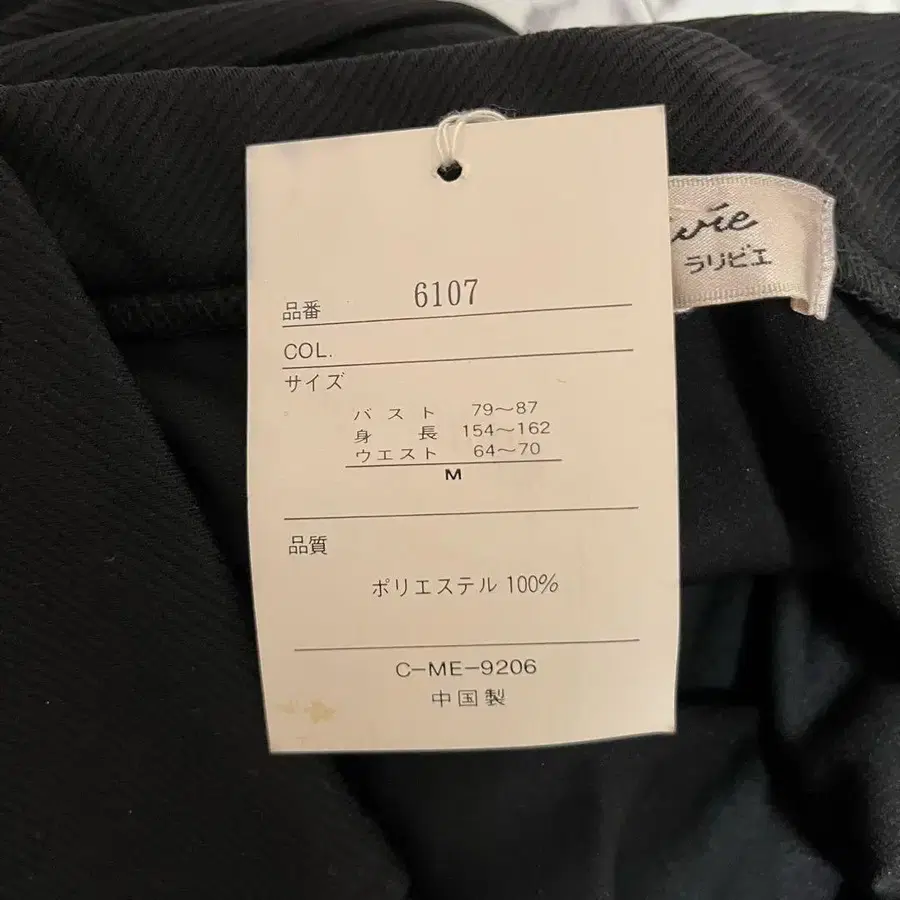 品番 6107
COL.
サイズ
バスト 79〜87
身長 154〜162
ウエスト 64〜70
M
品質
ポリエステル 100%
C-ME-9206
中国製
ラリビエ